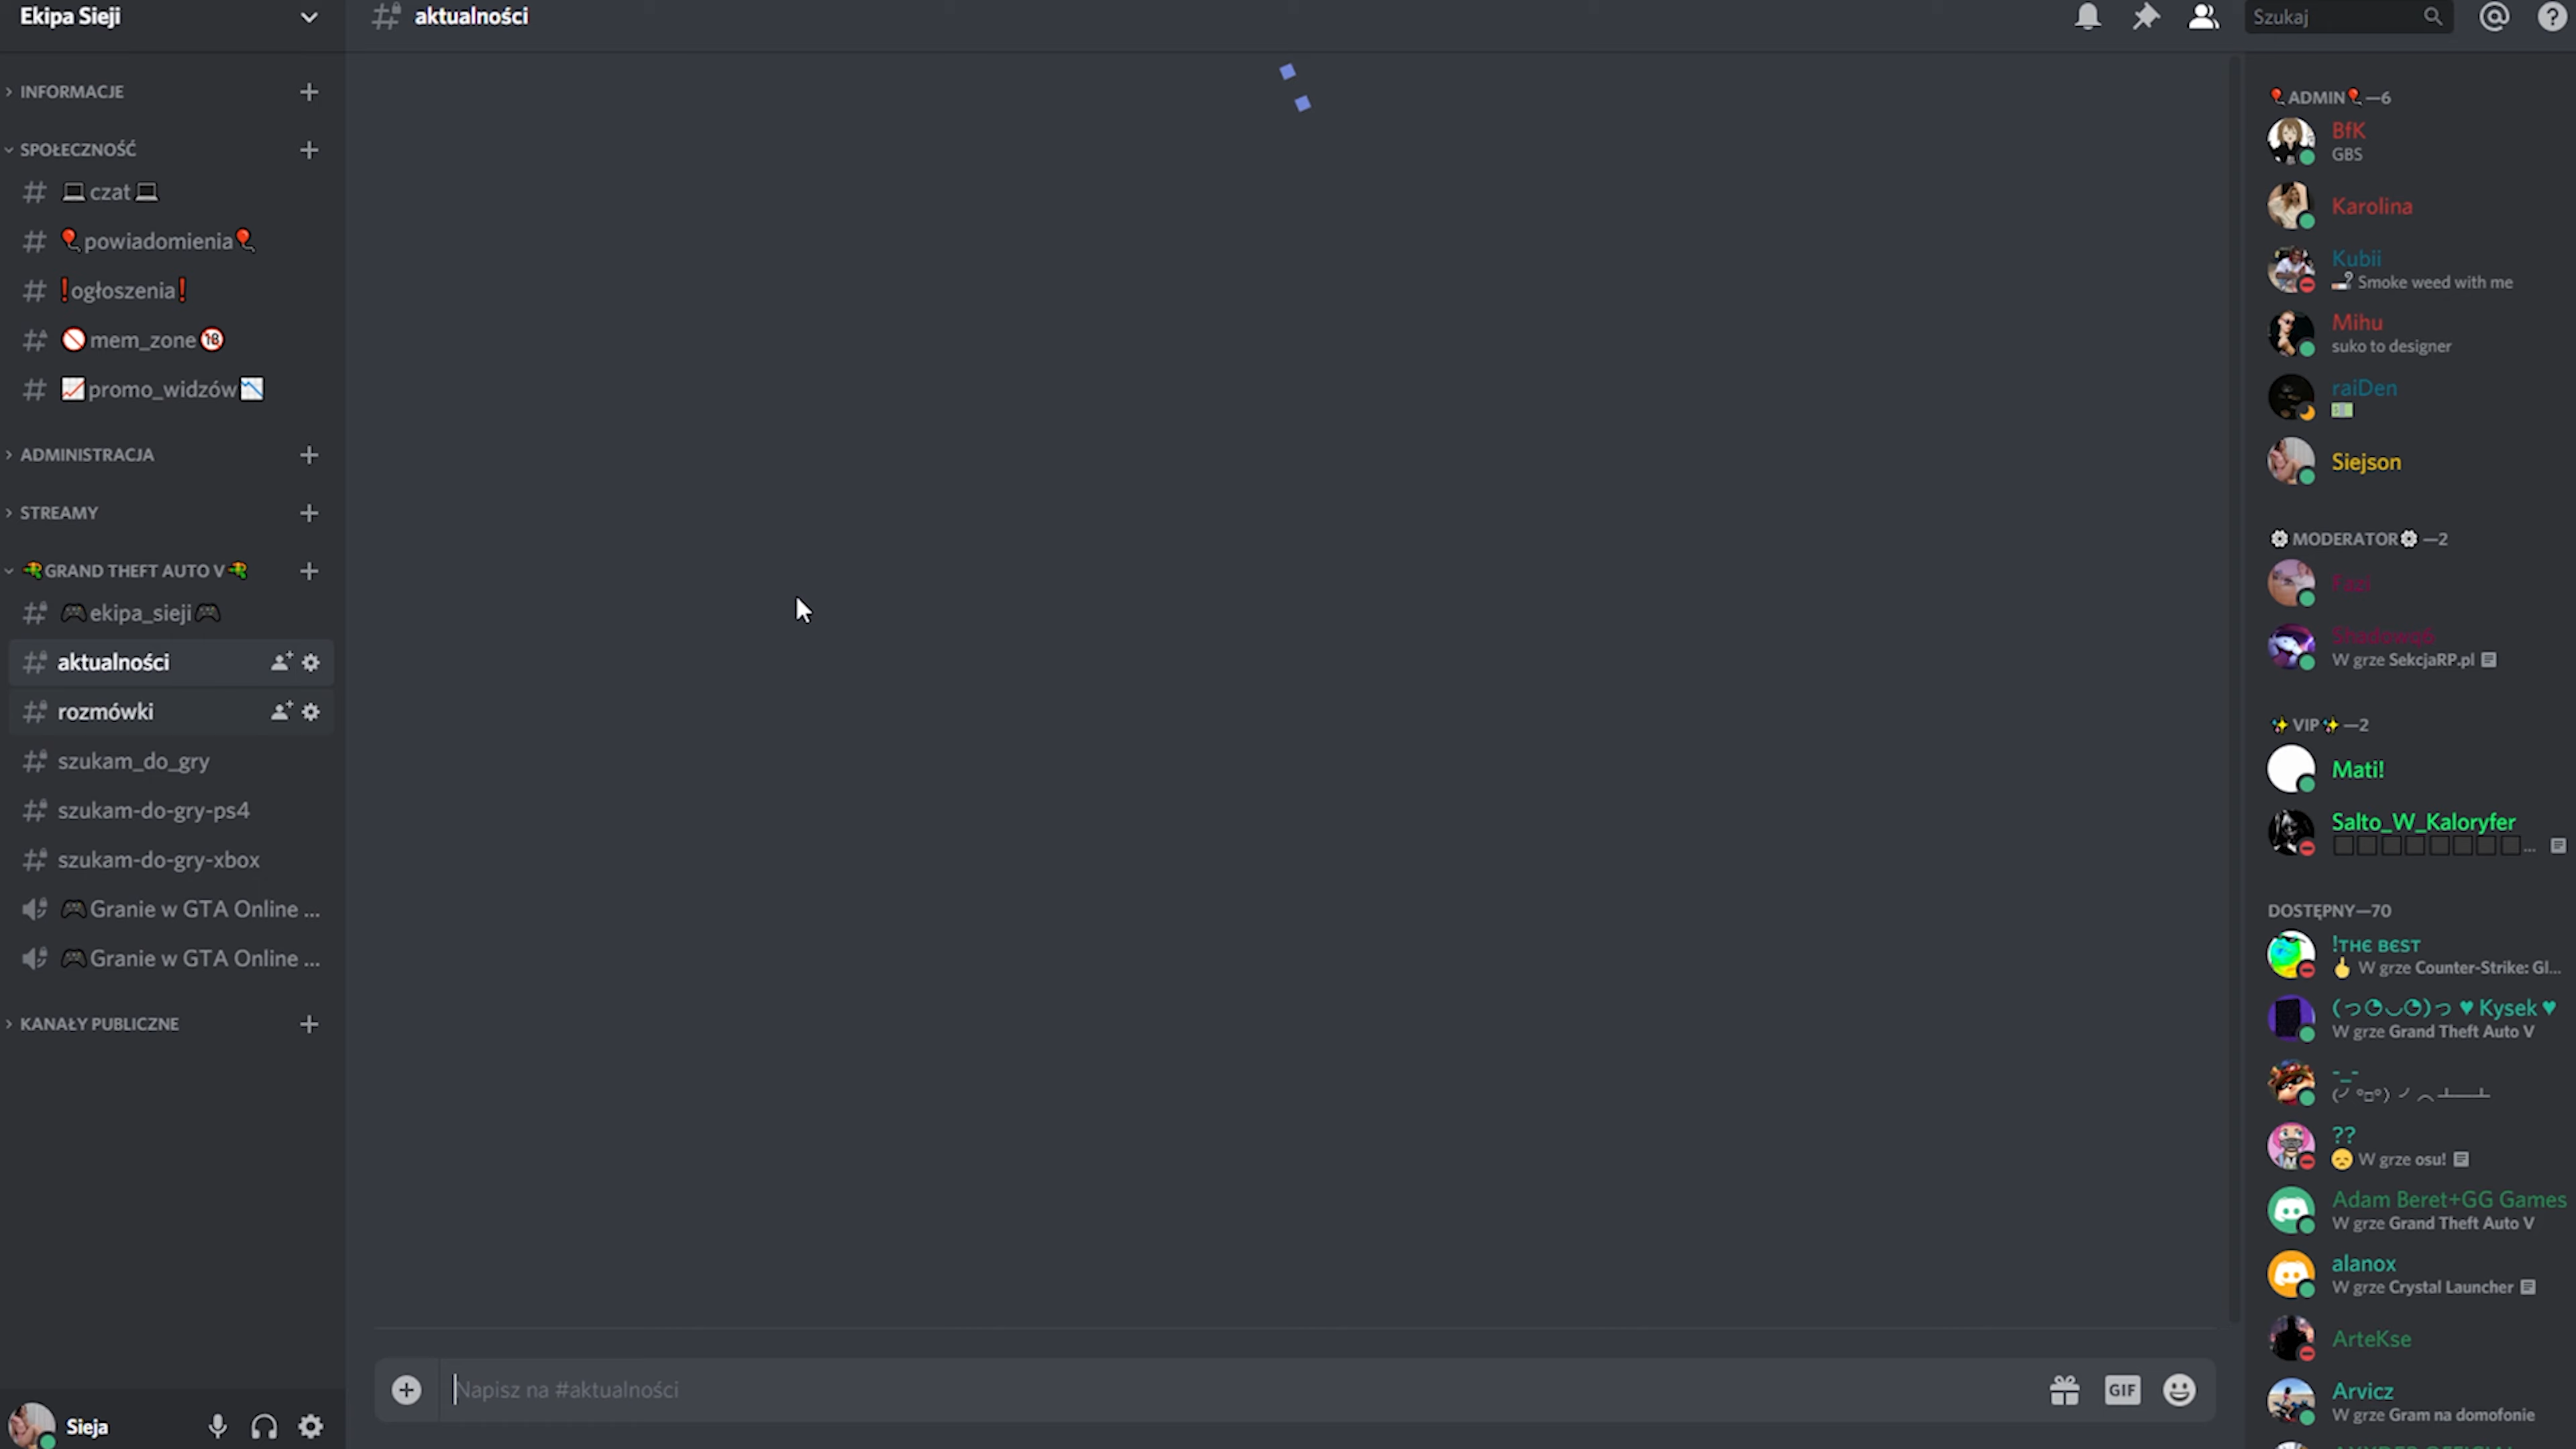 Ekipa Sieji
INFORMACJE
SPOŁECZNOŚĆ
czat
powiadomienia
❗ogłoszenia❗
mem_zone
promo_widzów
ADMINISTRACJA
STREAMY
GRAND THEFT AUTO V
ekipa_sieji
aktualności
rozmówki
szukam_do_gry
szukam-do-gry-ps4
szukam-do-gry-xbox
Granie w GTA Online ...
Granie w GTA Online ...
KANAŁY PUBLICZNE
Sieja
aktualności
Napisz na #aktualności
GIF
Szukaj
ADMIN—6
BfK
GBS
Karolina
Kubii
Smoke weed with me
Mihu
suko to designer
raiDen
Siejson
MODERATOR—2
W grze SekcjaRP.pl
VIP—2
Mati!
Salto_W_Kaloryfer
DOSTĘPNY—70
!THE BEST
W grze Counter-Strike: Gl...
Kysek
W grze Grand Theft Auto V
-_-
??
W grze osu!
Adam Beret+GG Games
W grze Grand Theft Auto V
alanox
W grze Crystal Launcher
ArteKse
Arvicz
W grze Gram na domofonie